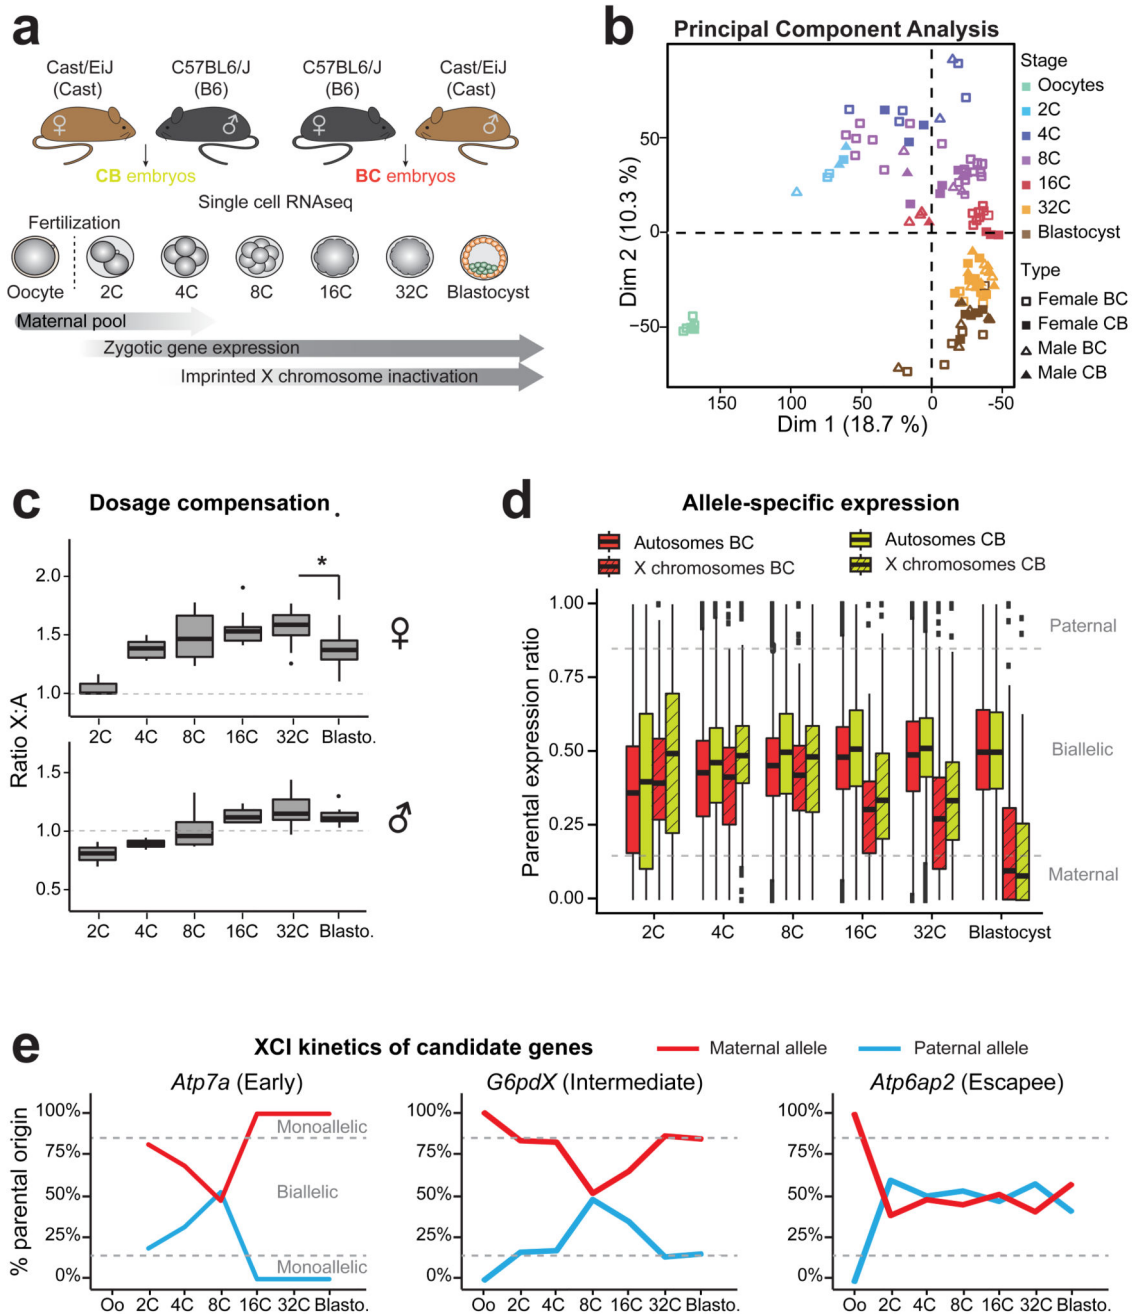 a
Cast/EiJ
(Cast)
C57BL6/J
(B6)
C57BL6/J
(B6)
Cast/EiJ
(Cast)
♀
♂
♀
♂
CB embryos
BC embryos
Single cell RNAseq
Fertilization
Oocyte 2C 4C 8C 16C 32C Blastocyst
Maternal pool
Zygotic gene expression
Imprinted X chromosome inactivation
b
Principal Component Analysis
Dim 2 (10.3 %)
50
0
−50
150 100 50 0 -50
Dim 1 (18.7 %)
Stage
Oocytes
2C
4C
8C
16C
32C
Blastocyst
Type
Female BC
Female CB
Male BC
Male CB
c
Dosage compensation
Ratio X:A
2.0
1.5
1.0
*
♀
2C 4C 8C 16C 32C Blasto.
1.5
1.0
0.5
♂
2C 4C 8C 16C 32C Blasto.
d
Allele-specific expression
Autosomes BC
X chromosomes BC
Autosomes CB
X chromosomes CB
Parental expression ratio
1.00
0.75
0.50
0.25
0.00
Paternal
Biallelic
Maternal
2C 4C 8C 16C 32C Blastocyst
e
XCI kinetics of candidate genes
Maternal allele
Paternal allele
% parental origin
Atp7a (Early)
100%
75%
50%
25%
0%
Monoallelic
Biallelic
Monoallelic
Oo 2C 4C 8C 16C 32C Blasto.
G6pdX (Intermediate)
100%
75%
50%
25%
0%
Oo 2C 4C 8C 16C 32C Blasto.
Atp6ap2 (Escapee)
100%
75%
50%
25%
0%
Oo 2C 4C 8C 16C 32C Blasto.